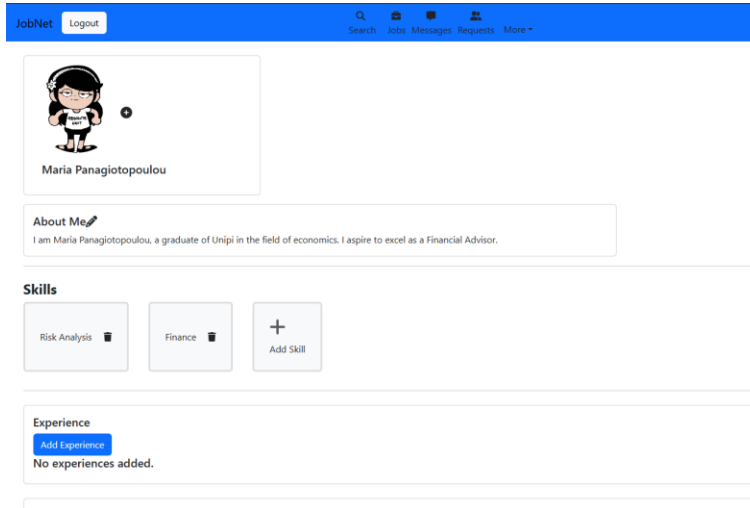 JobNet Logout Search Jobs Messages Requests More
Maria Panagiotopoulou
About Me
I am Maria Panagiotopoulou, a graduate of Unipi in the field of economics. I aspire to excel as a Financial Advisor.
Skills
Risk Analysis Finance Add Skill
Experience
Add Experience
No experiences added.